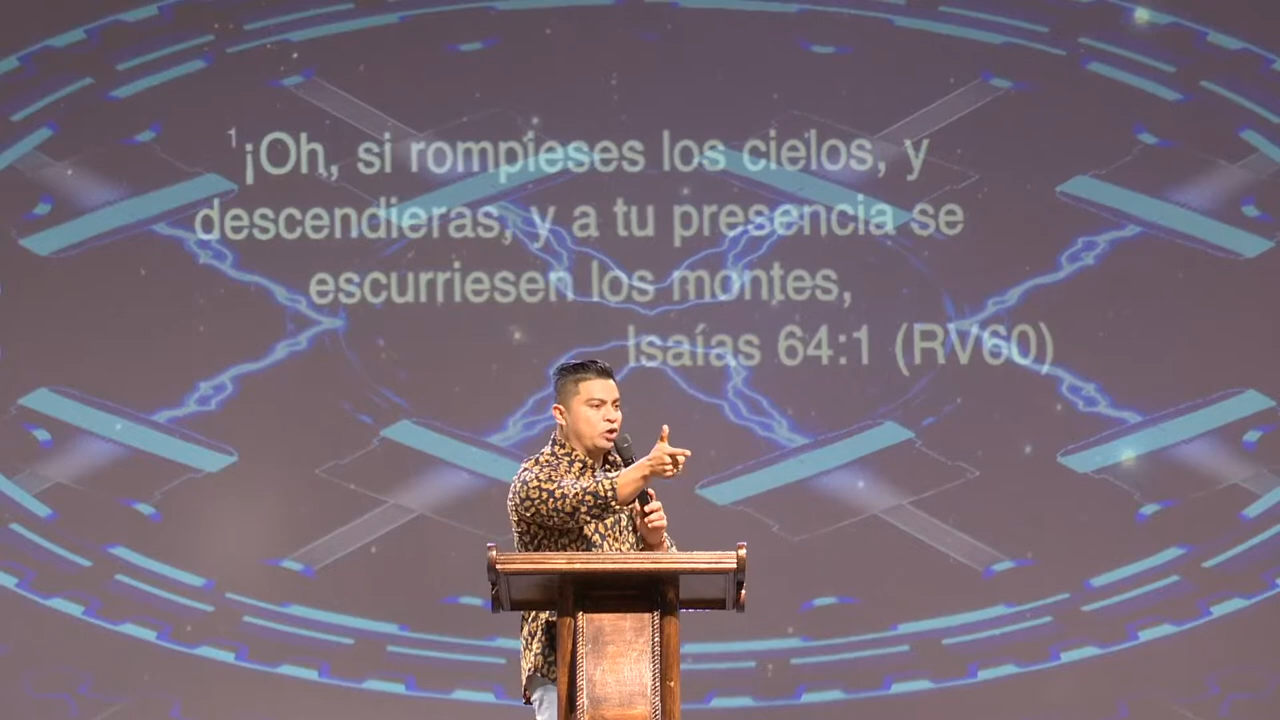 ¹¡Oh, si rompieses los cielos, y
descendieras, y a tu presencia se
escurriesen los montes,
Isaías 64:1 (RV60)